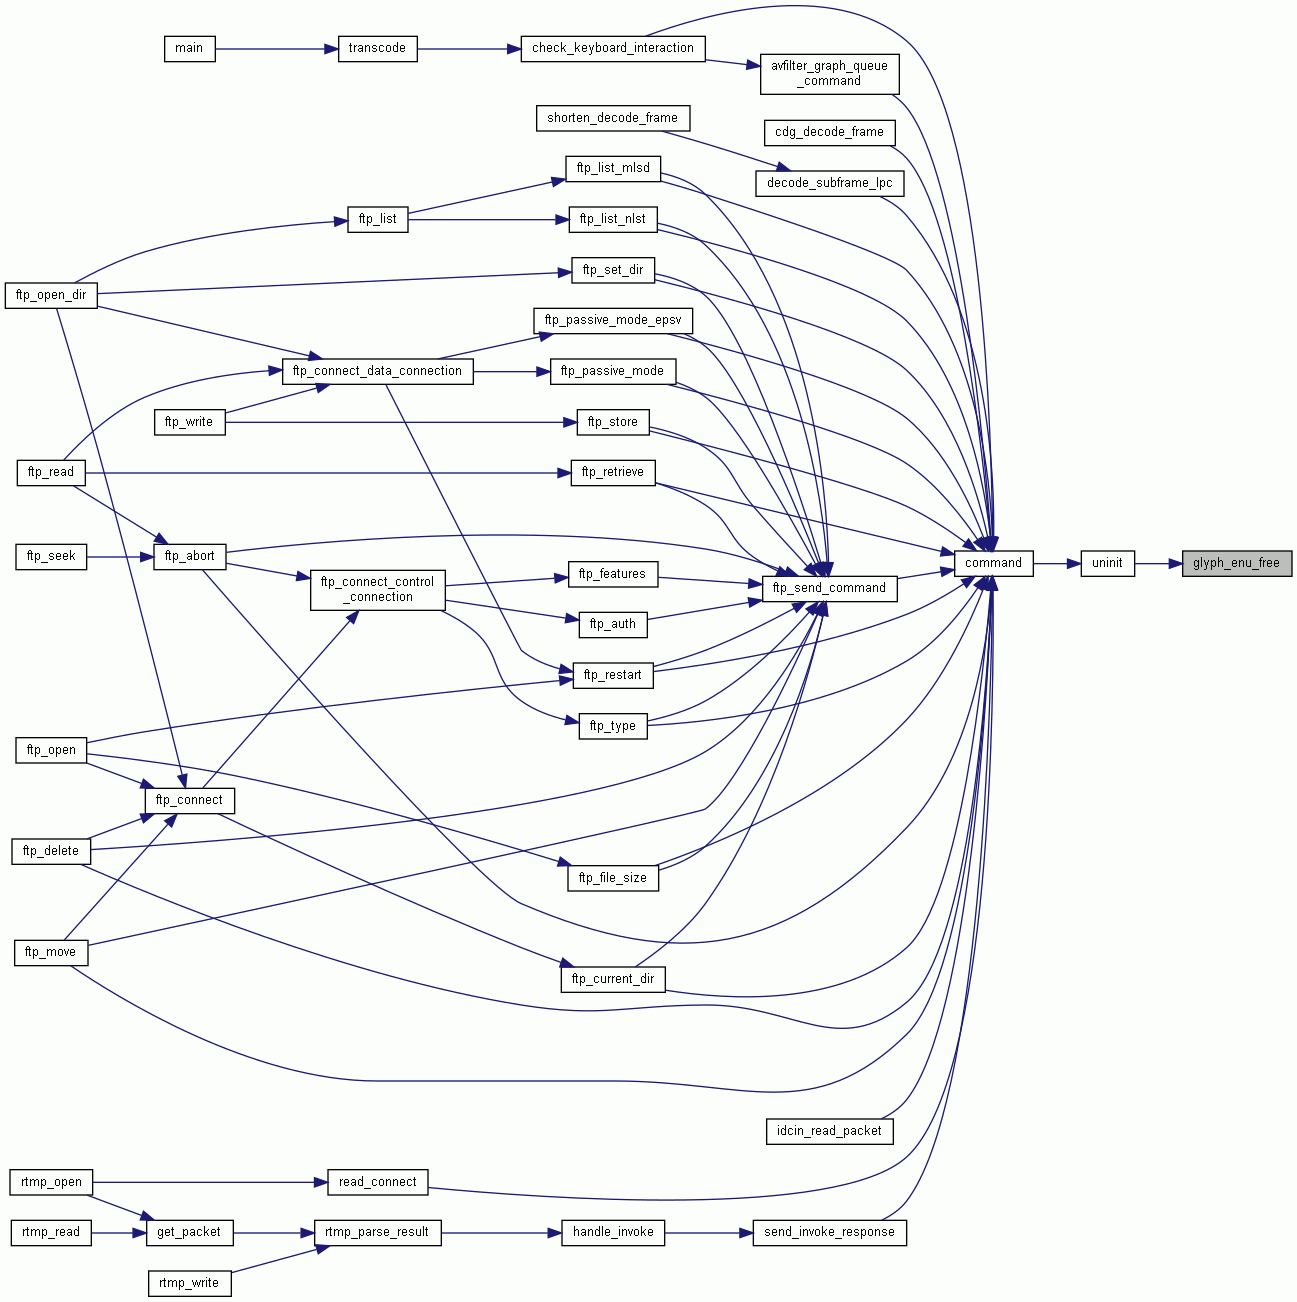 main
transcode
check_keyboard_interaction
avfilter_graph_queue
_command
shorten_decode_frame
cdg_decode_frame
ftp_list_mlsd
decode_subframe_lpc
ftp_list
ftp_list_nlst
ftp_set_dir
ftp_open_dir
ftp_passive_mode_epsv
ftp_connect_data_connection
ftp_passive_mode
ftp_write
ftp_store
ftp_read
ftp_retrieve
ftp_seek
ftp_abort
command
uninit
glyph_enu_free
ftp_connect_control
_connection
ftp_features
ftp_send_command
ftp_auth
ftp_restart
ftp_type
ftp_open
ftp_connect
ftp_delete
ftp_file_size
ftp_move
ftp_current_dir
idcin_read_packet
rtmp_open
read_connect
rtmp_read
get_packet
rtmp_parse_result
handle_invoke
send_invoke_response
rtmp_write